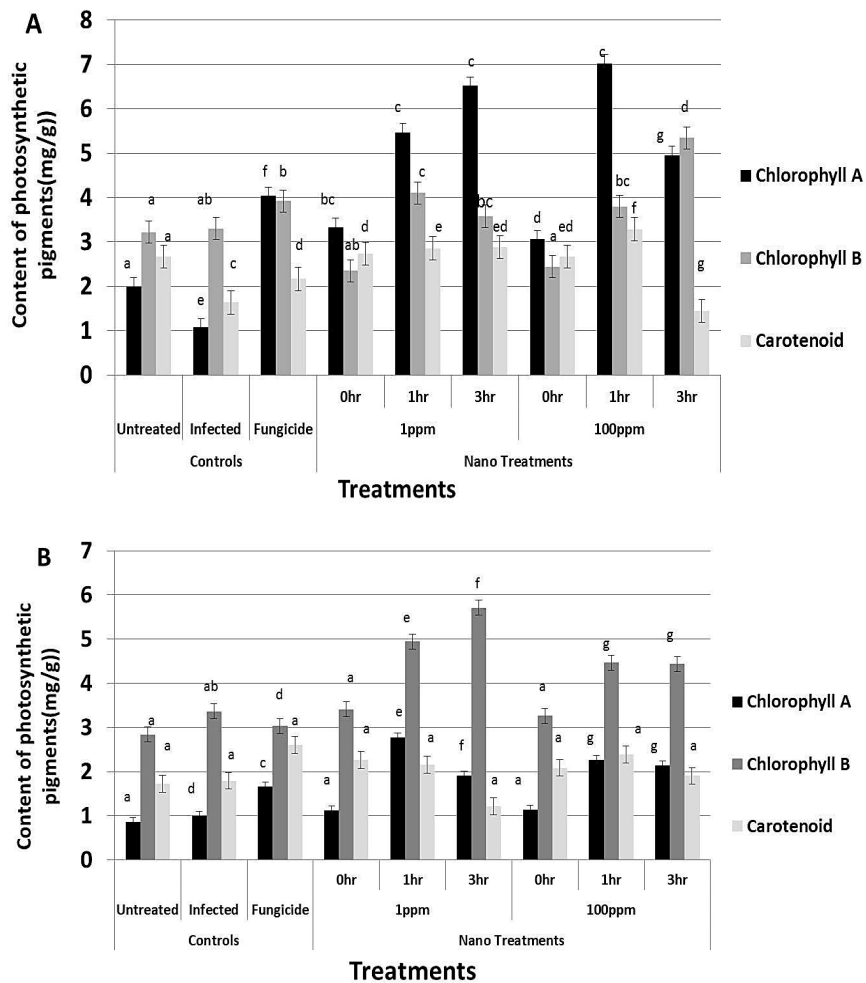 A
Content of photosynthetic
pigments(mg/g))
8
7
6
5
4
3
2
1
0
a
a
a
ab
e
c
f
b
d
bc
ab
d
c
c
e
c
bc
ed
d
a
ed
c
bc
f
g
d
g
Chlorophyll A
Chlorophyll B
Carotenoid
0hr 1hr 3hr 0hr 1hr 3hr
Untreated Infected Fungicide 1ppm 100ppm
Controls Nano Treatments
Treatments
B
Content of photosynthetic
pigments(mg/g))
7
6
5
4
3
2
1
0
a
a
a
d
ab
a
c
d
a
a
a
a
e
e
a
f
f
a
a
a
a
g
g
a
g
g
a
Chlorophyll A
Chlorophyll B
Carotenoid
0hr 1hr 3hr 0hr 1hr 3hr
Untreated Infected Fungicide 1ppm 100ppm
Controls Nano Treatments
Treatments